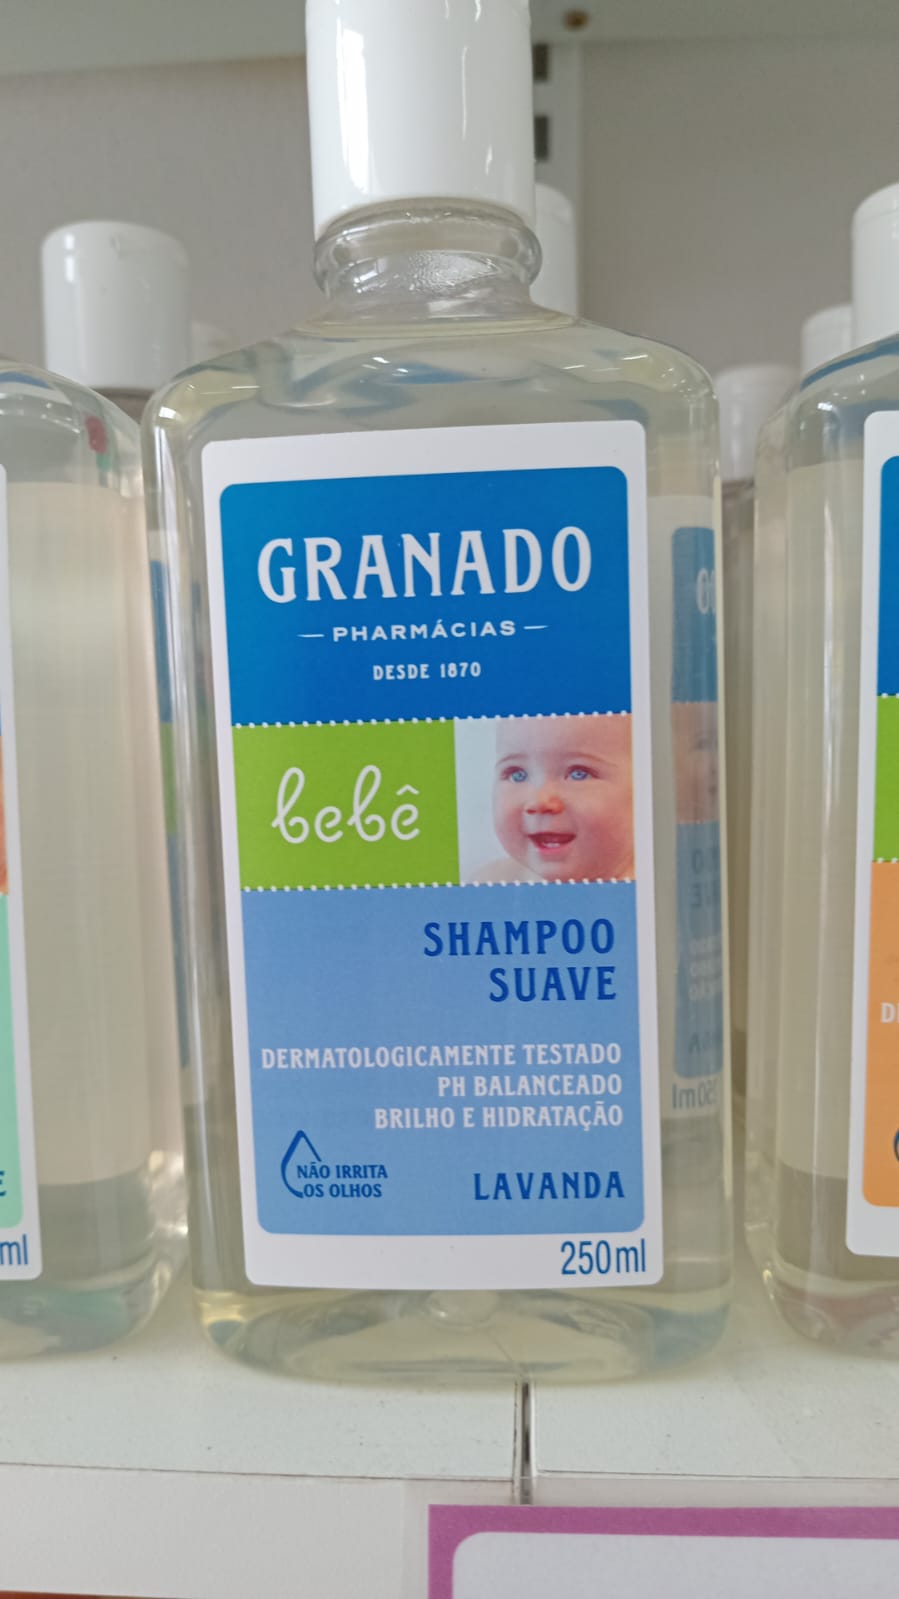 GRANADO
PHARMÁCIAS
DESDE 1870
bebê
SHAMPOO
SUAVE
DERMATOLOGICAMENTE TESTADO
PH BALANCEADO
BRILHO E HIDRATAÇÃO
NÃO IRRITA
OS OLHOS
LAVANDA
250ml
ml